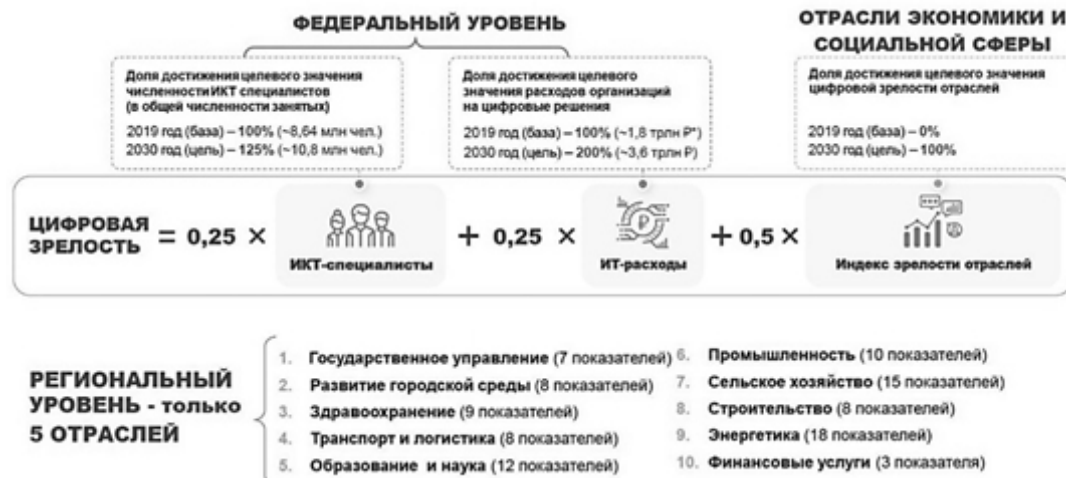 ФЕДЕРАЛЬНЫЙ УРОВЕНЬ
ОТРАСЛИ ЭКОНОМИКИ И
СОЦИАЛЬНОЙ СФЕРЫ
Доля достижения целевого значения
численности ИКТ специалистов
(в общей численности занятых)
2019 год (база) – 100% (~8,64 млн чел.)
2030 год (цель) – 125% (~10,8 млн чел.)
Доля достижения целевого
значения расходов организаций
на цифровые решения
2019 год (база) – 100% (~1,8 трлн ₽*)
2030 год (цель) – 200% (~3,6 трлн ₽)
Доля достижения целевого значения
цифровой зрелости отраслей
2019 год (база) – 0%
2030 год (цель) – 100%
ЦИФРОВАЯ
ЗРЕЛОСТЬ = 0,25 × + 0,25 × + 0,5 ×
ИКТ-специалисты
ИТ-расходы
Индекс зрелости отраслей
РЕГИОНАЛЬНЫЙ
УРОВЕНЬ - только
5 ОТРАСЛЕЙ
1. Государственное управление (7 показателей)
2. Развитие городской среды (8 показателей)
3. Здравоохранение (9 показателей)
4. Транспорт и логистика (8 показателей)
5. Образование и наука (12 показателей)
6. Промышленность (10 показателей)
7. Сельское хозяйство (15 показателей)
8. Строительство (8 показателей)
9. Энергетика (18 показателей)
10. Финансовые услуги (3 показателя)